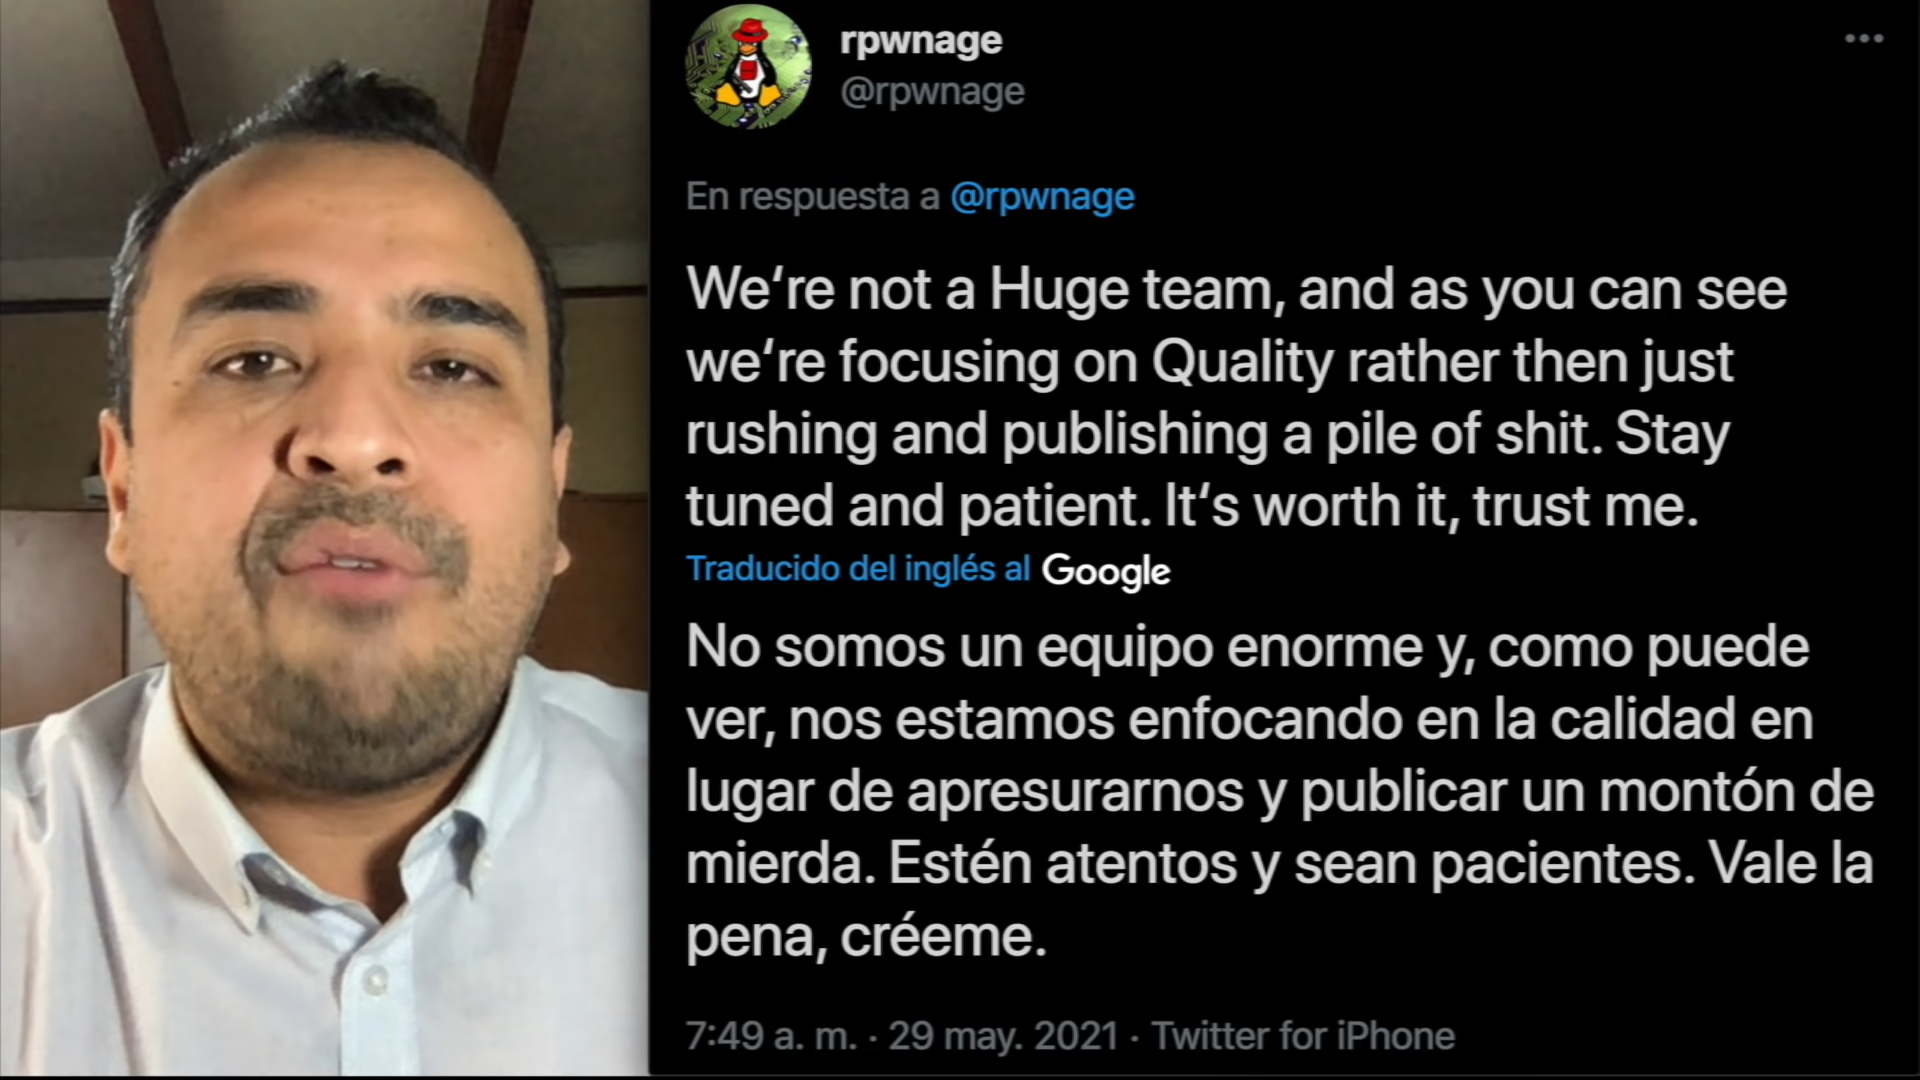 rpwnage
@rpwnage
En respuesta a @rpwnage
We‘re not a Huge team, and as you can see
we‘re focusing on Quality rather then just
rushing and publishing a pile of shit. Stay
tuned and patient. It‘s worth it, trust me.
Traducido del inglés al Google
No somos un equipo enorme y, como puede
ver, nos estamos enfocando en la calidad en
lugar de apresurarnos y publicar un montón de
mierda. Estén atentos y sean pacientes. Vale la
pena, créeme.
7:49 a. m. · 29 may. 2021 · Twitter for iPhone